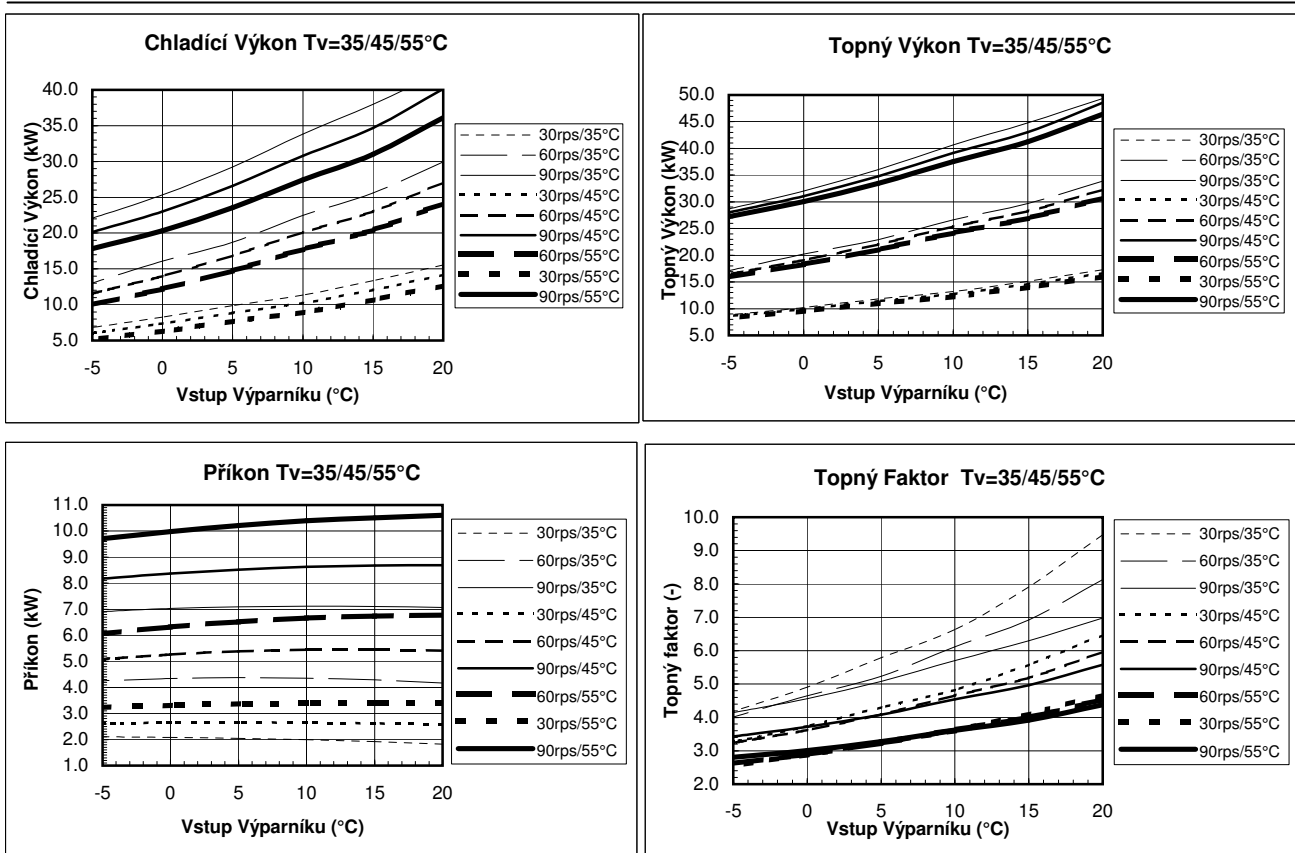 Chladící Výkon Tv=35/45/55°C
Chladící Výkon (kW)
40.0
35.0
30.0
25.0
20.0
15.0
10.0
5.0
-5 0 5 10 15 20
Vstup Výparníku (°C)
30rps/35°C
60rps/35°C
90rps/35°C
30rps/45°C
60rps/45°C
90rps/45°C
60rps/55°C
30rps/55°C
90rps/55°C
Topný Výkon Tv=35/45/55°C
Topný Výkon (kW)
50.0
45.0
40.0
35.0
30.0
25.0
20.0
15.0
10.0
5.0
-5 0 5 10 15 20
Vstup Výparníku (°C)
30rps/35°C
60rps/35°C
90rps/35°C
30rps/45°C
60rps/45°C
90rps/45°C
60rps/55°C
30rps/55°C
90rps/55°C
Příkon Tv=35/45/55°C
Příkon (kW)
11.0
10.0
9.0
8.0
7.0
6.0
5.0
4.0
3.0
2.0
1.0
-5 0 5 10 15 20
Vstup Výparníku (°C)
30rps/35°C
60rps/35°C
90rps/35°C
30rps/45°C
60rps/45°C
90rps/45°C
60rps/55°C
30rps/55°C
90rps/55°C
Topný Faktor Tv=35/45/55°C
Topný faktor (-)
10.0
9.0
8.0
7.0
6.0
5.0
4.0
3.0
2.0
-5 0 5 10 15 20
Vstup Výparníku (°C)
30rps/35°C
60rps/35°C
90rps/35°C
30rps/45°C
60rps/45°C
90rps/45°C
60rps/55°C
30rps/55°C
90rps/55°C